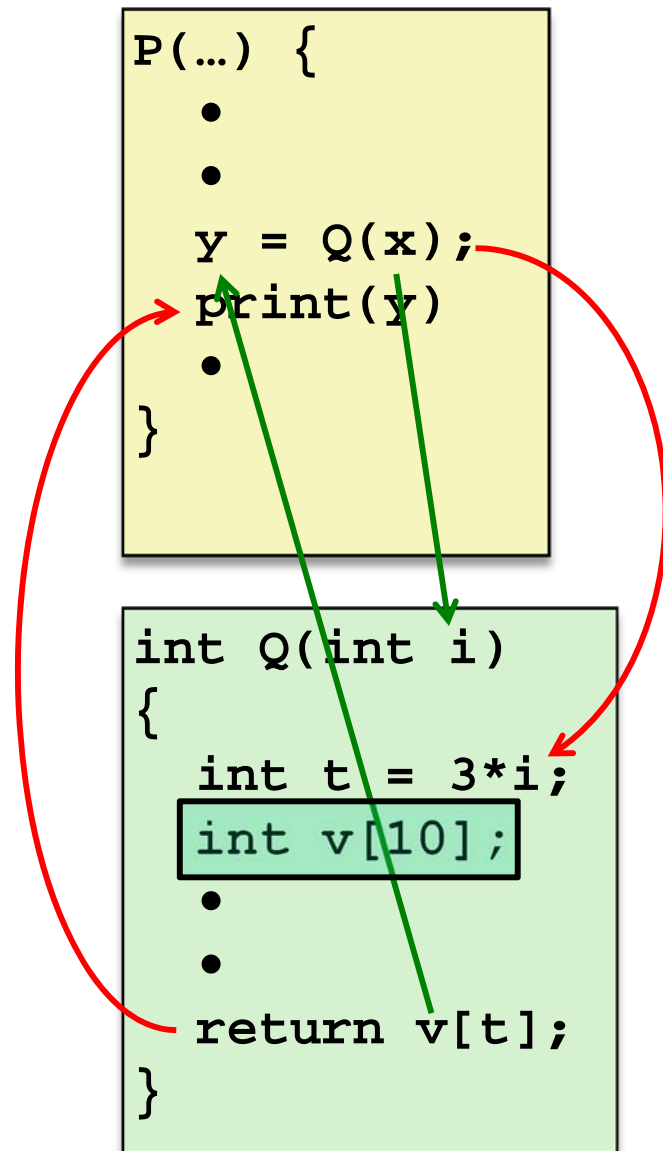 P(…) {
•
•
y = Q(x);
print(y)
•
}
int Q(int i)
{
int t = 3*i;
int v[10];
•
•
return v[t];
}